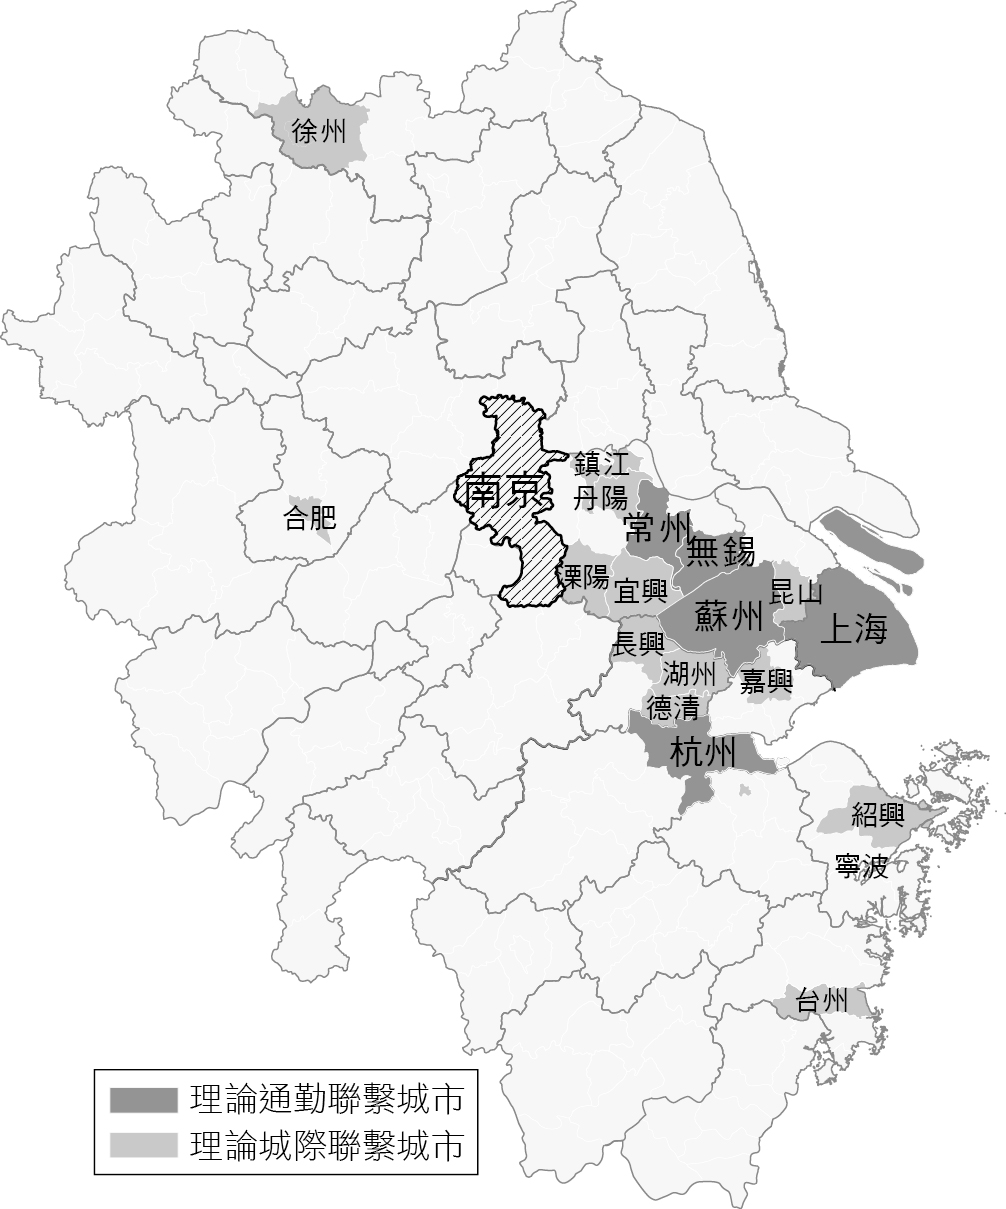 徐州
鎮江
南京
丹陽
合肥
常州
無錫
溧陽
宜興
昆山
蘇州
上海
長興
湖州
嘉興
德清
杭州
紹興
寧波
台州
理論通勤聯繫城市
理論城際聯繫城市